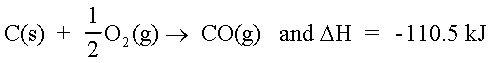 C(s) + 1/2 O₂(g) → CO(g) and ΔH = -110.5 kJ